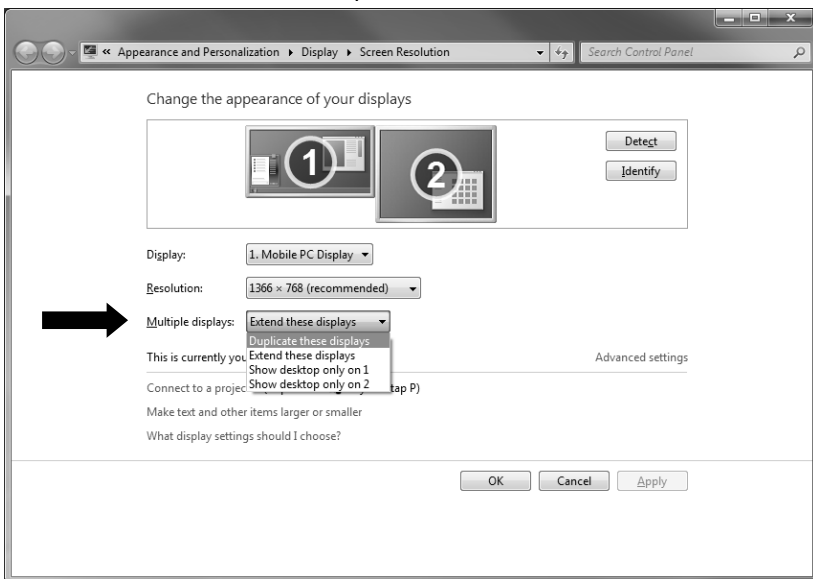 « Appearance and Personalization ▸ Display ▸ Screen Resolution
Search Control Panel
Change the appearance of your displays
1
2
Detect
Identify
Display: 1. Mobile PC Display
Resolution: 1366 × 768 (recommended)
Multiple displays: Extend these displays
Duplicate these displays
Extend these displays
Show desktop only on 1
Show desktop only on 2
This is currently
Advanced settings
Connect to a
tap P)
Make text and other items larger or smaller
What display settings should I choose?
OK
Cancel
Apply